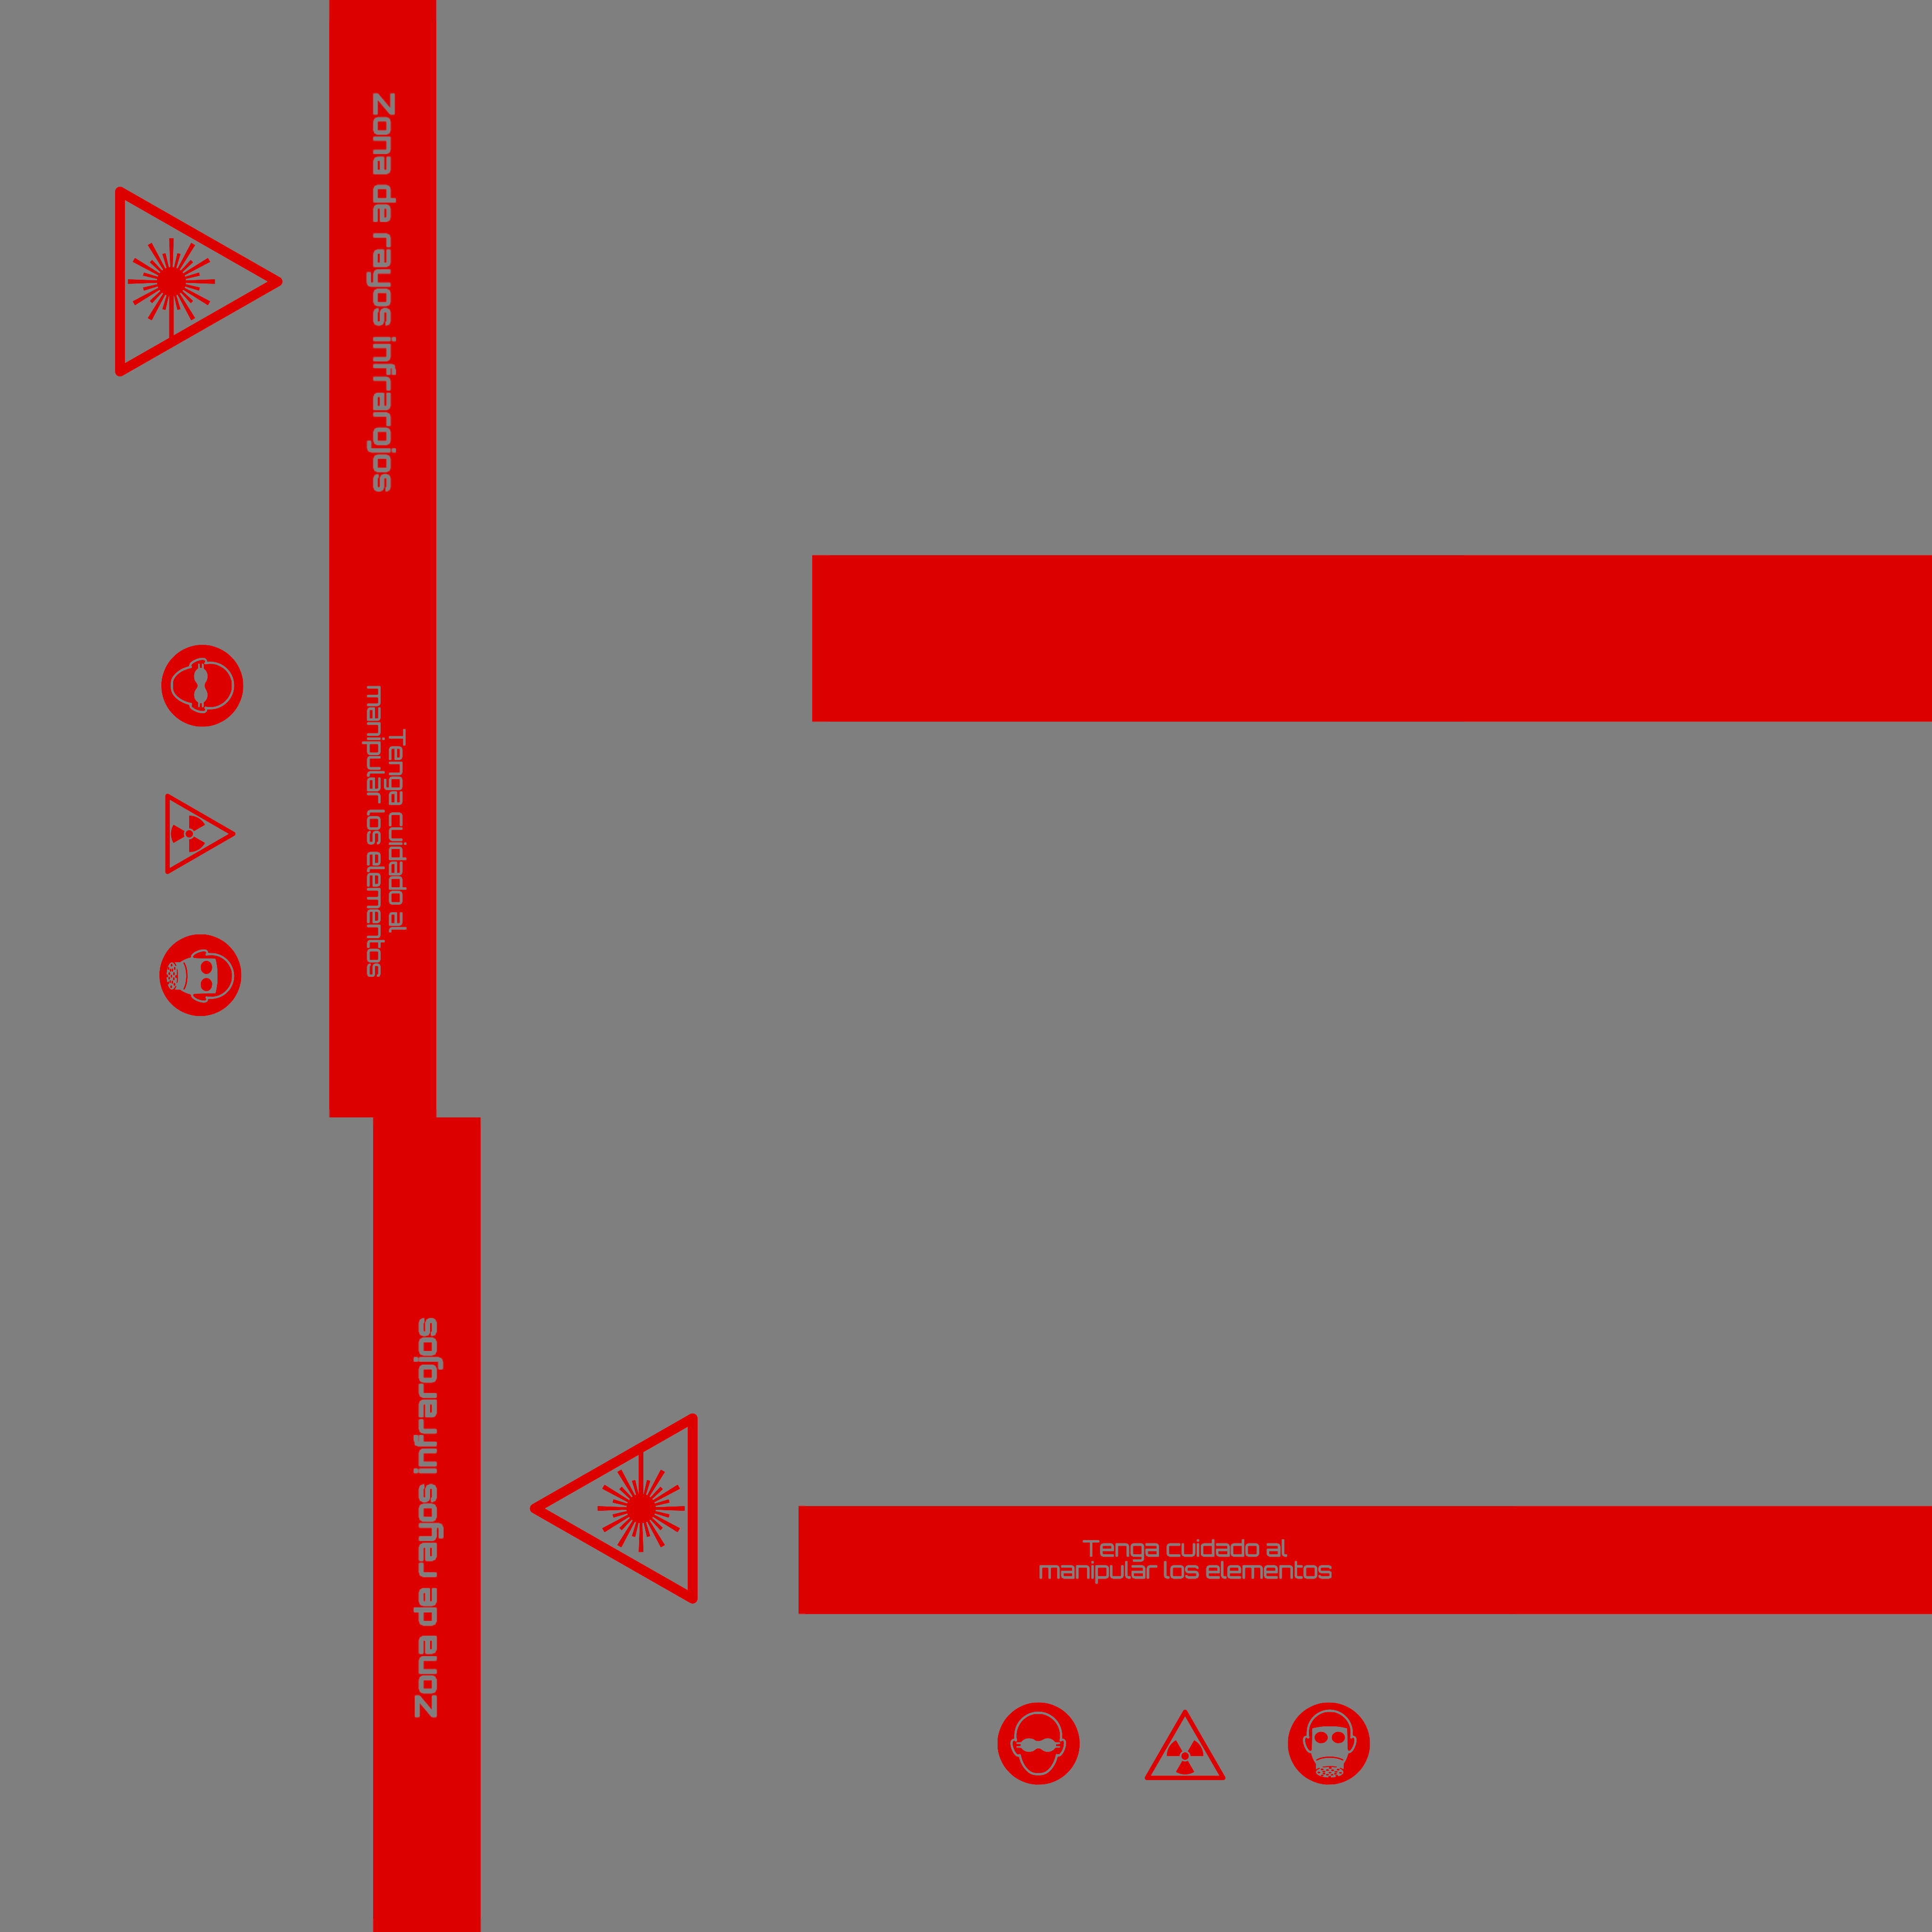 Zona de rayos infrarojos
Tenga cuidado al
manipular los elementos
Zona de rayos infrarojos
Tenga cuidado al
manipular los elementos